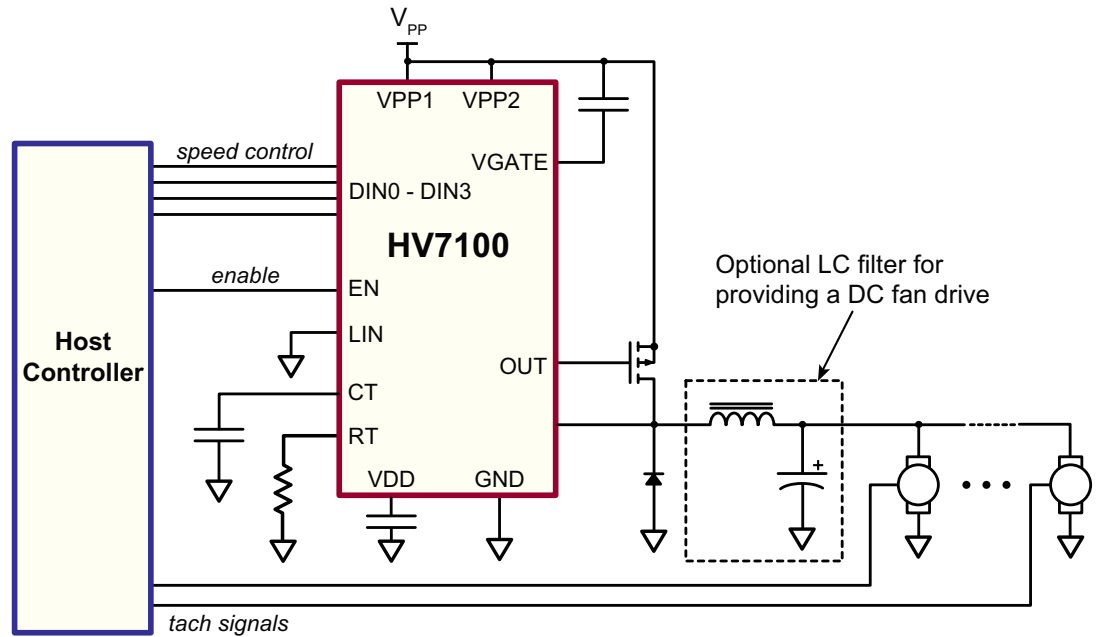 VPP
VPP1 VPP2
speed control
VGATE
DIN0 - DIN3
HV7100
enable
EN
Optional LC filter for
providing a DC fan drive
LIN
Host
Controller
OUT
CT
RT
+
VDD GND
tach signals